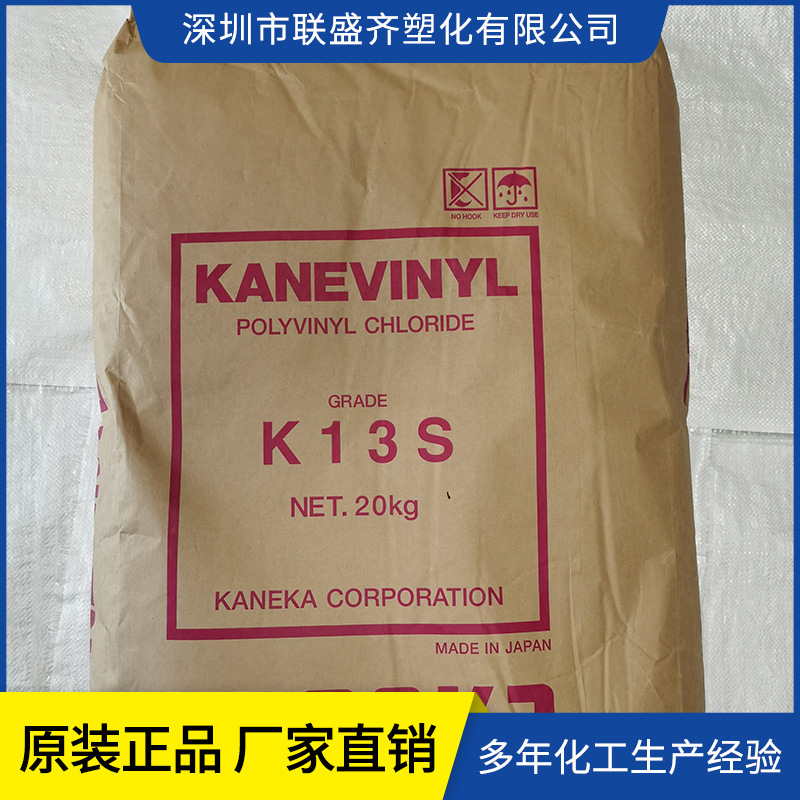 深圳市联盛齐塑化有限公司
NO HOOK
KEEP DRY USE
KANEVINYL
POLYVINYL CHLORIDE
GRADE
K13S
NET. 20kg
KANEKA CORPORATION
MADE IN JAPAN
原装正品 厂家直销
多年化工生产经验